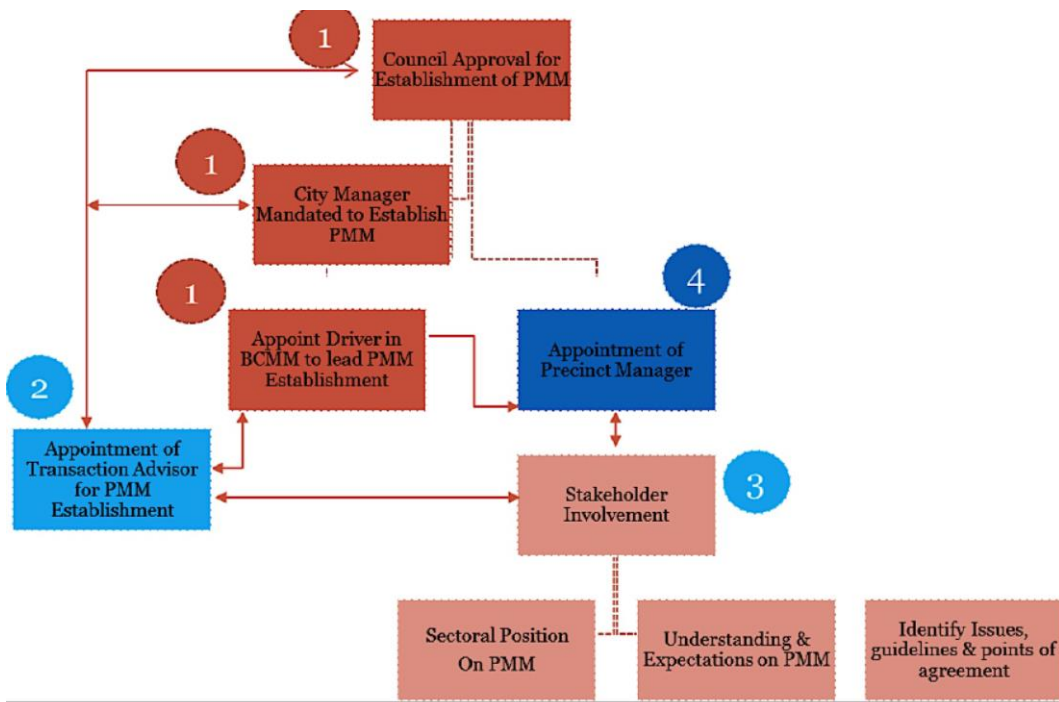 1
Council Approval for
Establishment of PMM
1
City Manager
Mandated to Establish
PMM
1
Appoint Driver in
BCMM to lead PMM
Establishment
4
Appointment of
Precinct Manager
2
Appointment of
Transaction Advisor
for PMM
Establishment
Stakeholder
Involvement
3
Sectoral Position
On PMM
Understanding &
Expectations on PMM
Identify Issues,
guidelines & points of
agreement